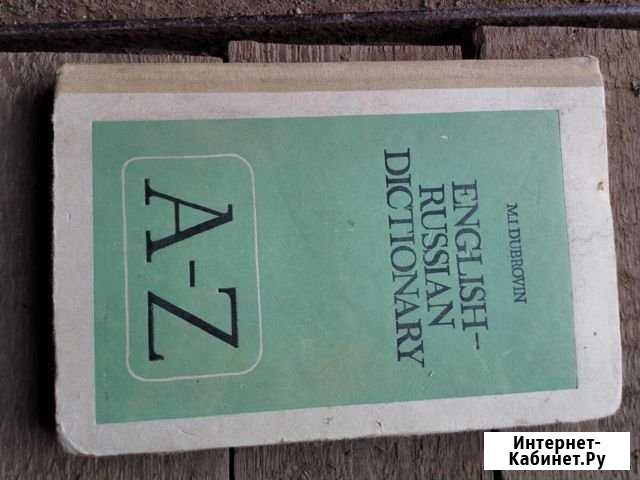 M.I.DUBROVIN
ENGLISH-
RUSSIAN
DICTIONARY
A-Z
Интернет-
Кабинет.Ру